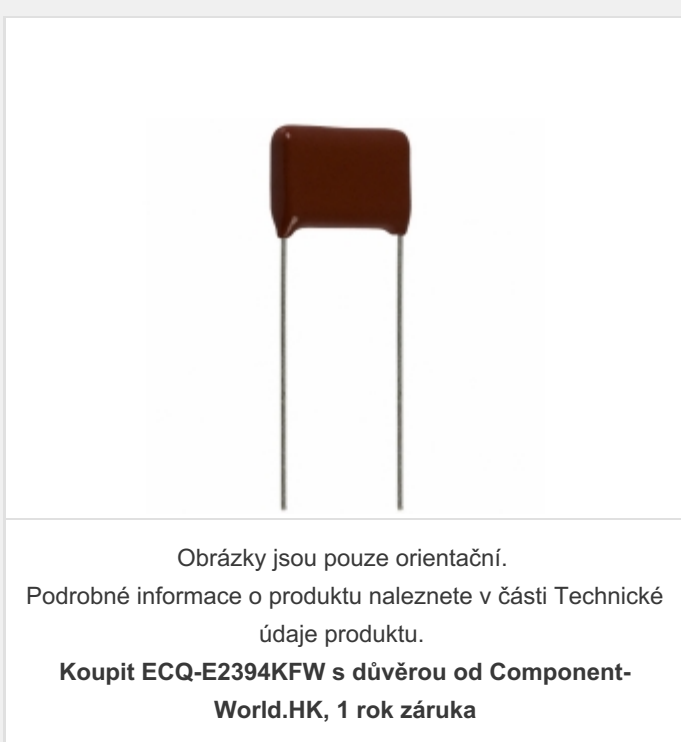 Obrázky jsou pouze orientační.
Podrobné informace o produktu naleznete v části Technické
údaje produktu.
Koupit ECQ-E2394KFW s důvěrou od Component-
World.HK, 1 rok záruka